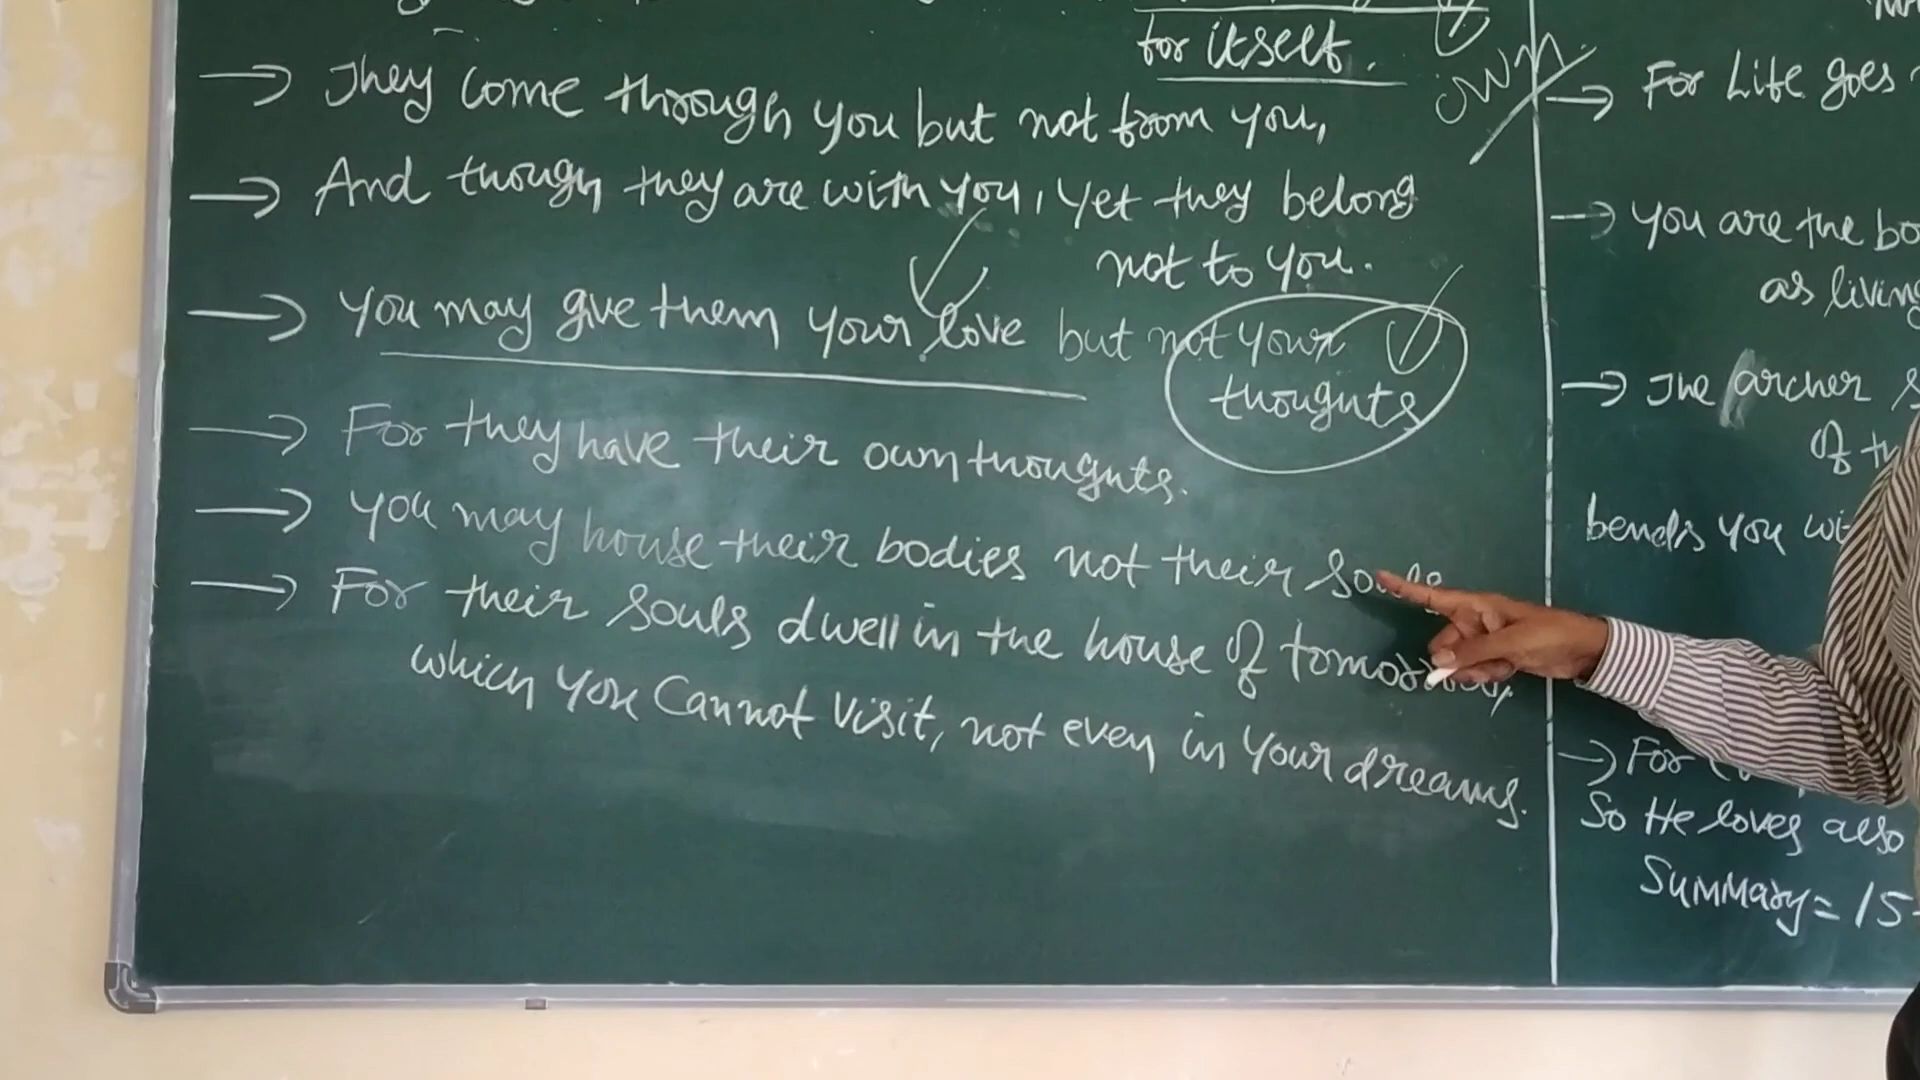 for itself.
→ They come through you but not from you,
→ And though they are with you, yet they belong
not to you.
→ You may give them your love but not your
thoughts
→ For they have their own thoughts.
→ You may house their bodies not their souls
→ For their souls dwell in the house of tomorrow,
which you cannot visit, not even in your dreams.
own
→ For Life goes
→ you are the bo
as living
→ The archer s
of th
bends you wi
→ For
So He loves also
Summary = 15